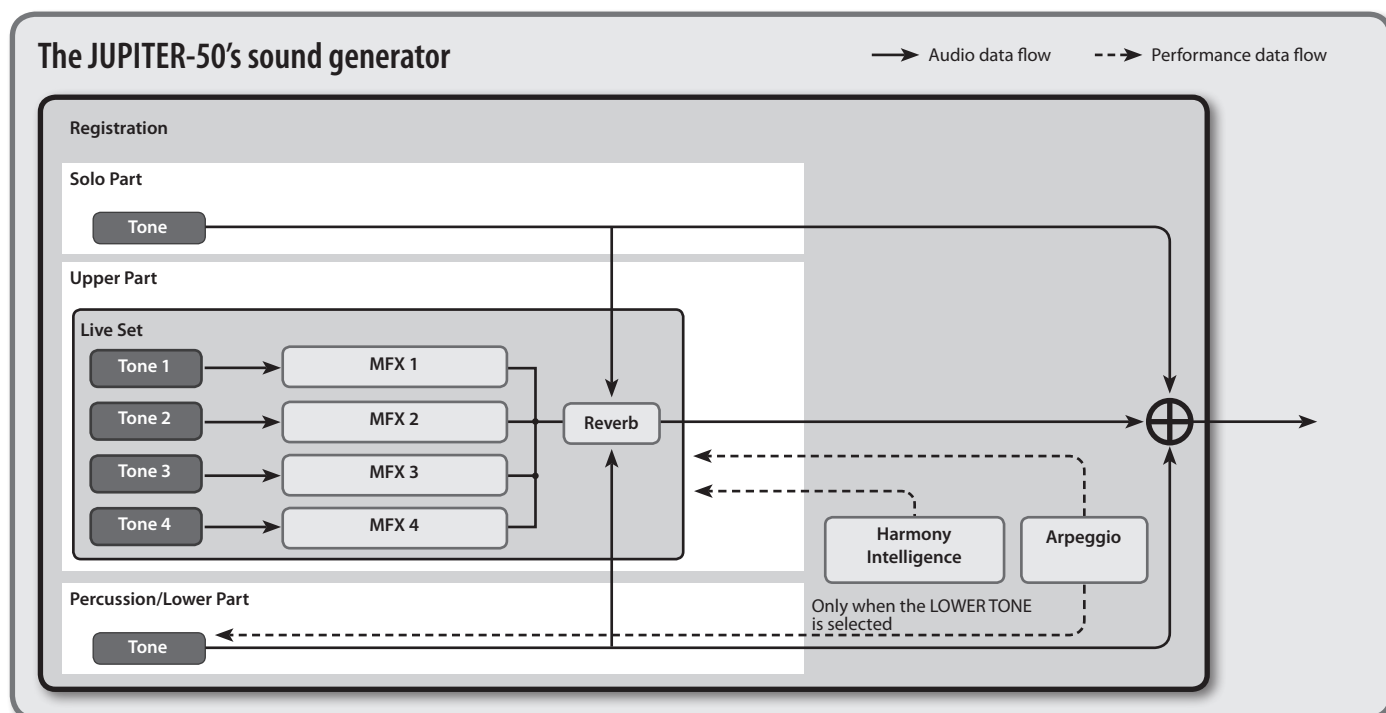 The JUPITER-50's sound generator
Audio data flow
Performance data flow
Registration
Solo Part
Tone
Upper Part
Live Set
Tone 1
MFX 1
Tone 2
MFX 2
Reverb
Tone 3
MFX 3
Tone 4
MFX 4
Harmony
Intelligence
Arpeggio
Percussion/Lower Part
Only when the LOWER TONE
is selected
Tone